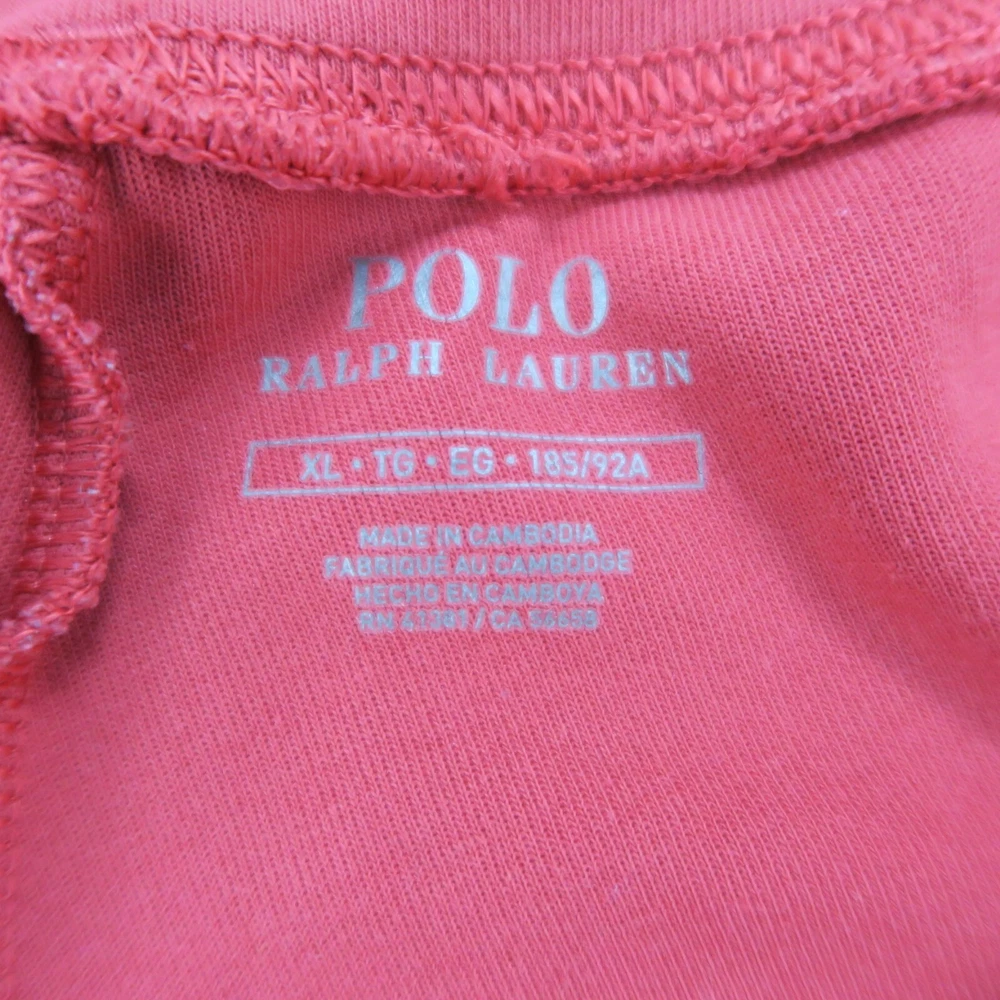 POLO
RALPH LAUREN
XL • TG • EG • 185/92A
MADE IN CAMBODIA
FABRIQUÉ AU CAMBODGE
HECHO EN CAMBOYA
RN 41381 / CA 56658